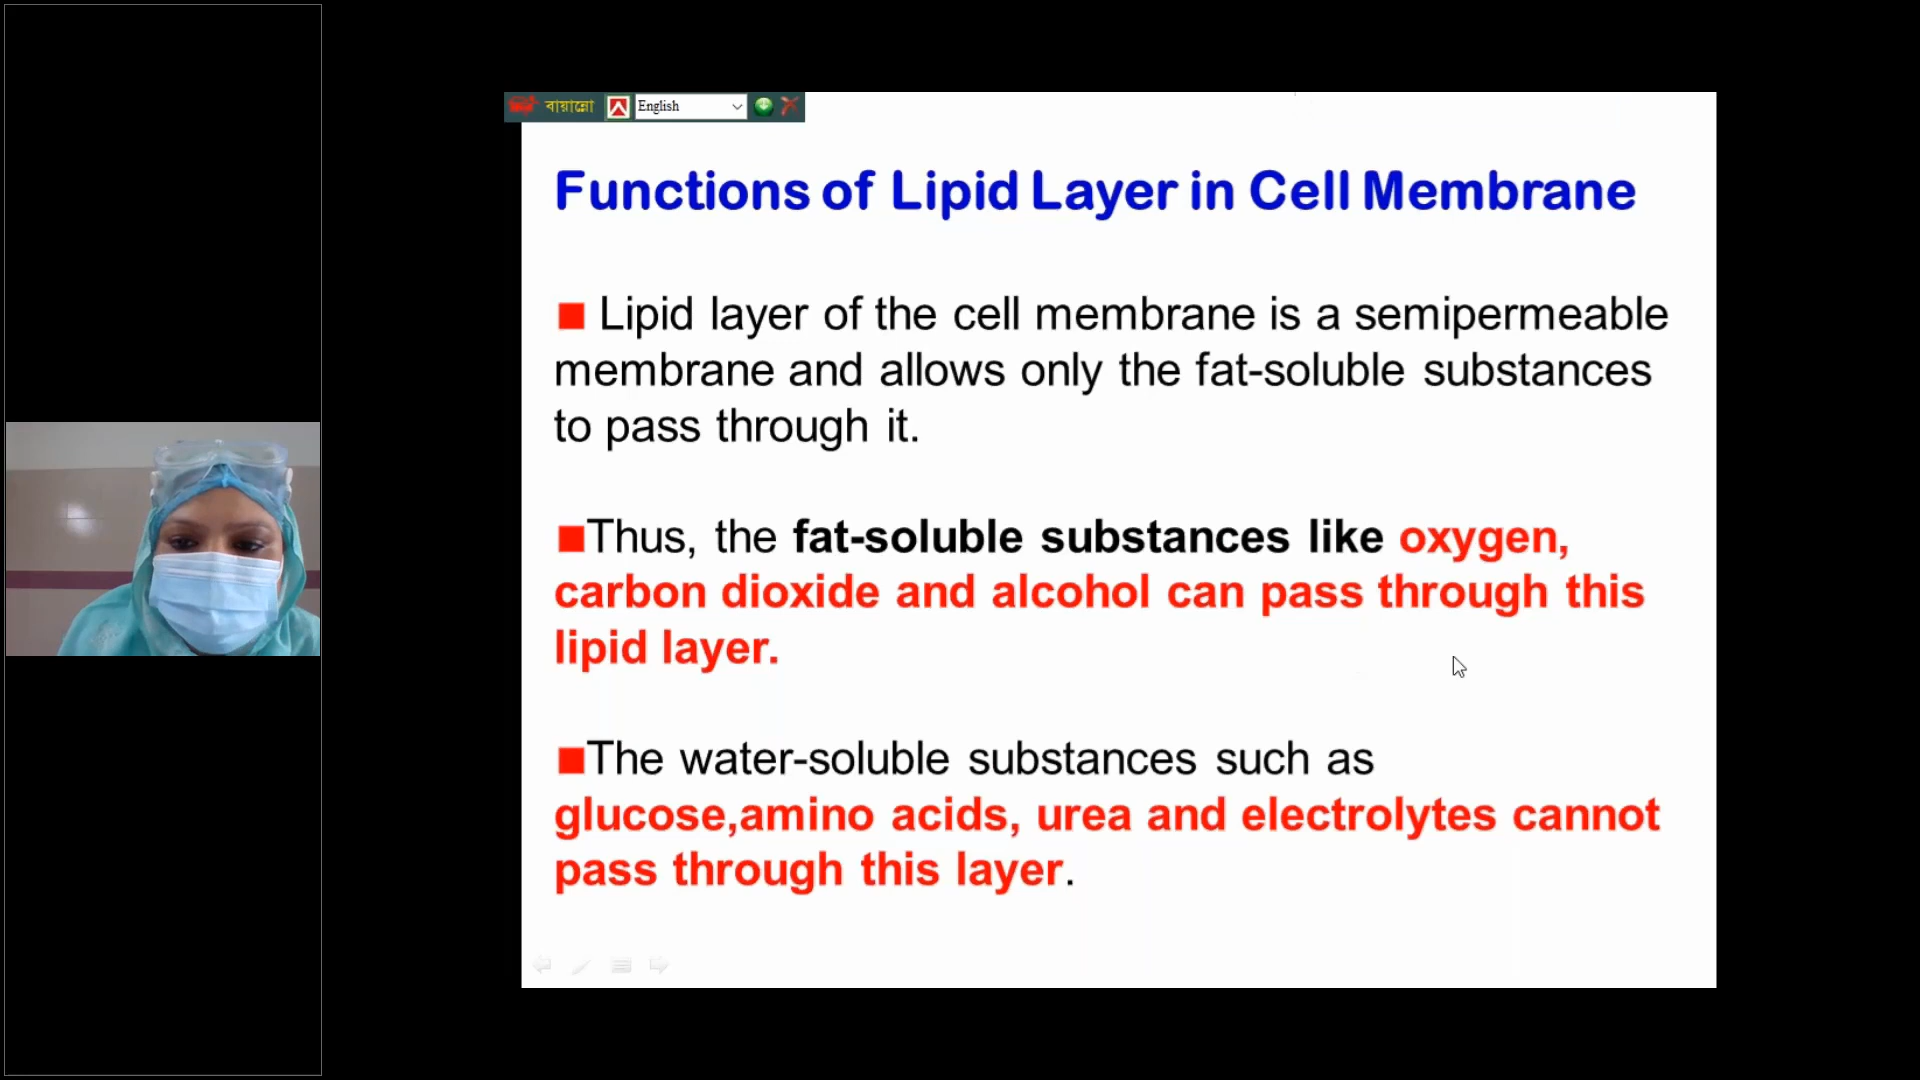 বায়ান্নো English
Functions of Lipid Layer in Cell Membrane
Lipid layer of the cell membrane is a semipermeable
membrane and allows only the fat-soluble substances
to pass through it.
Thus, the fat-soluble substances like oxygen,
carbon dioxide and alcohol can pass through this
lipid layer.
The water-soluble substances such as
glucose,amino acids, urea and electrolytes cannot
pass through this layer.